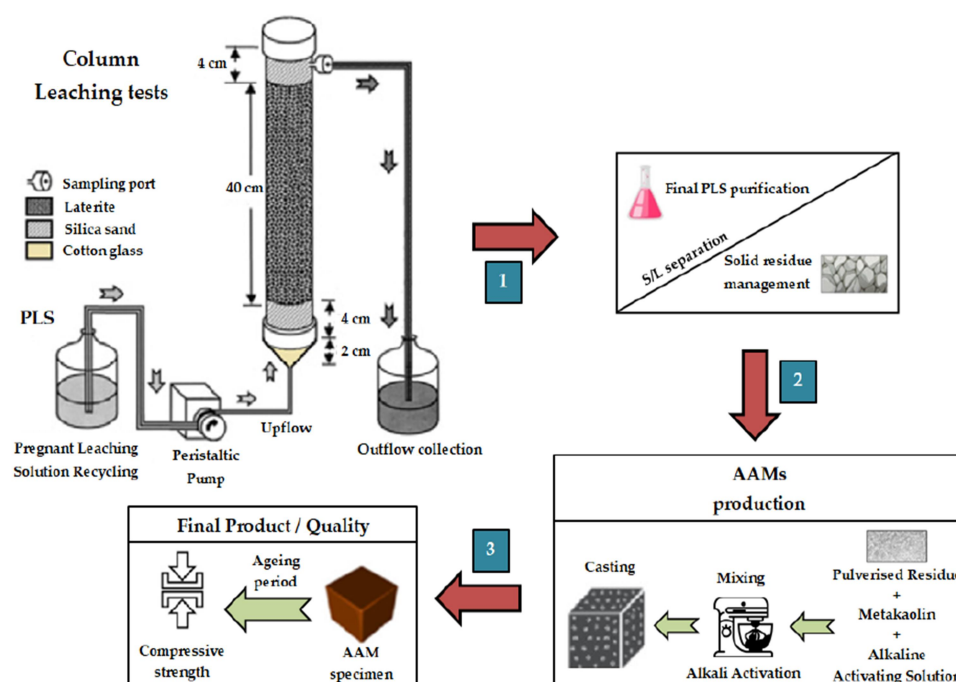 Column
Leaching tests
4 cm
40 cm
Sampling port
Laterite
Silica sand
Cotton glass
PLS
4 cm
2 cm
Upflow
Pregnant Leaching
Solution Recycling
Peristaltic
Pump
Outflow collection
1
Final PLS purification
S/L separation
Solid residue
management
2
AAMs
production
Pulverised Residue
+
Metakaolin
+
Alkaline
Activating Solution
Mixing
Alkali Activation
Casting
3
Final Product / Quality
Ageing
period
AAM
specimen
Compressive
strength